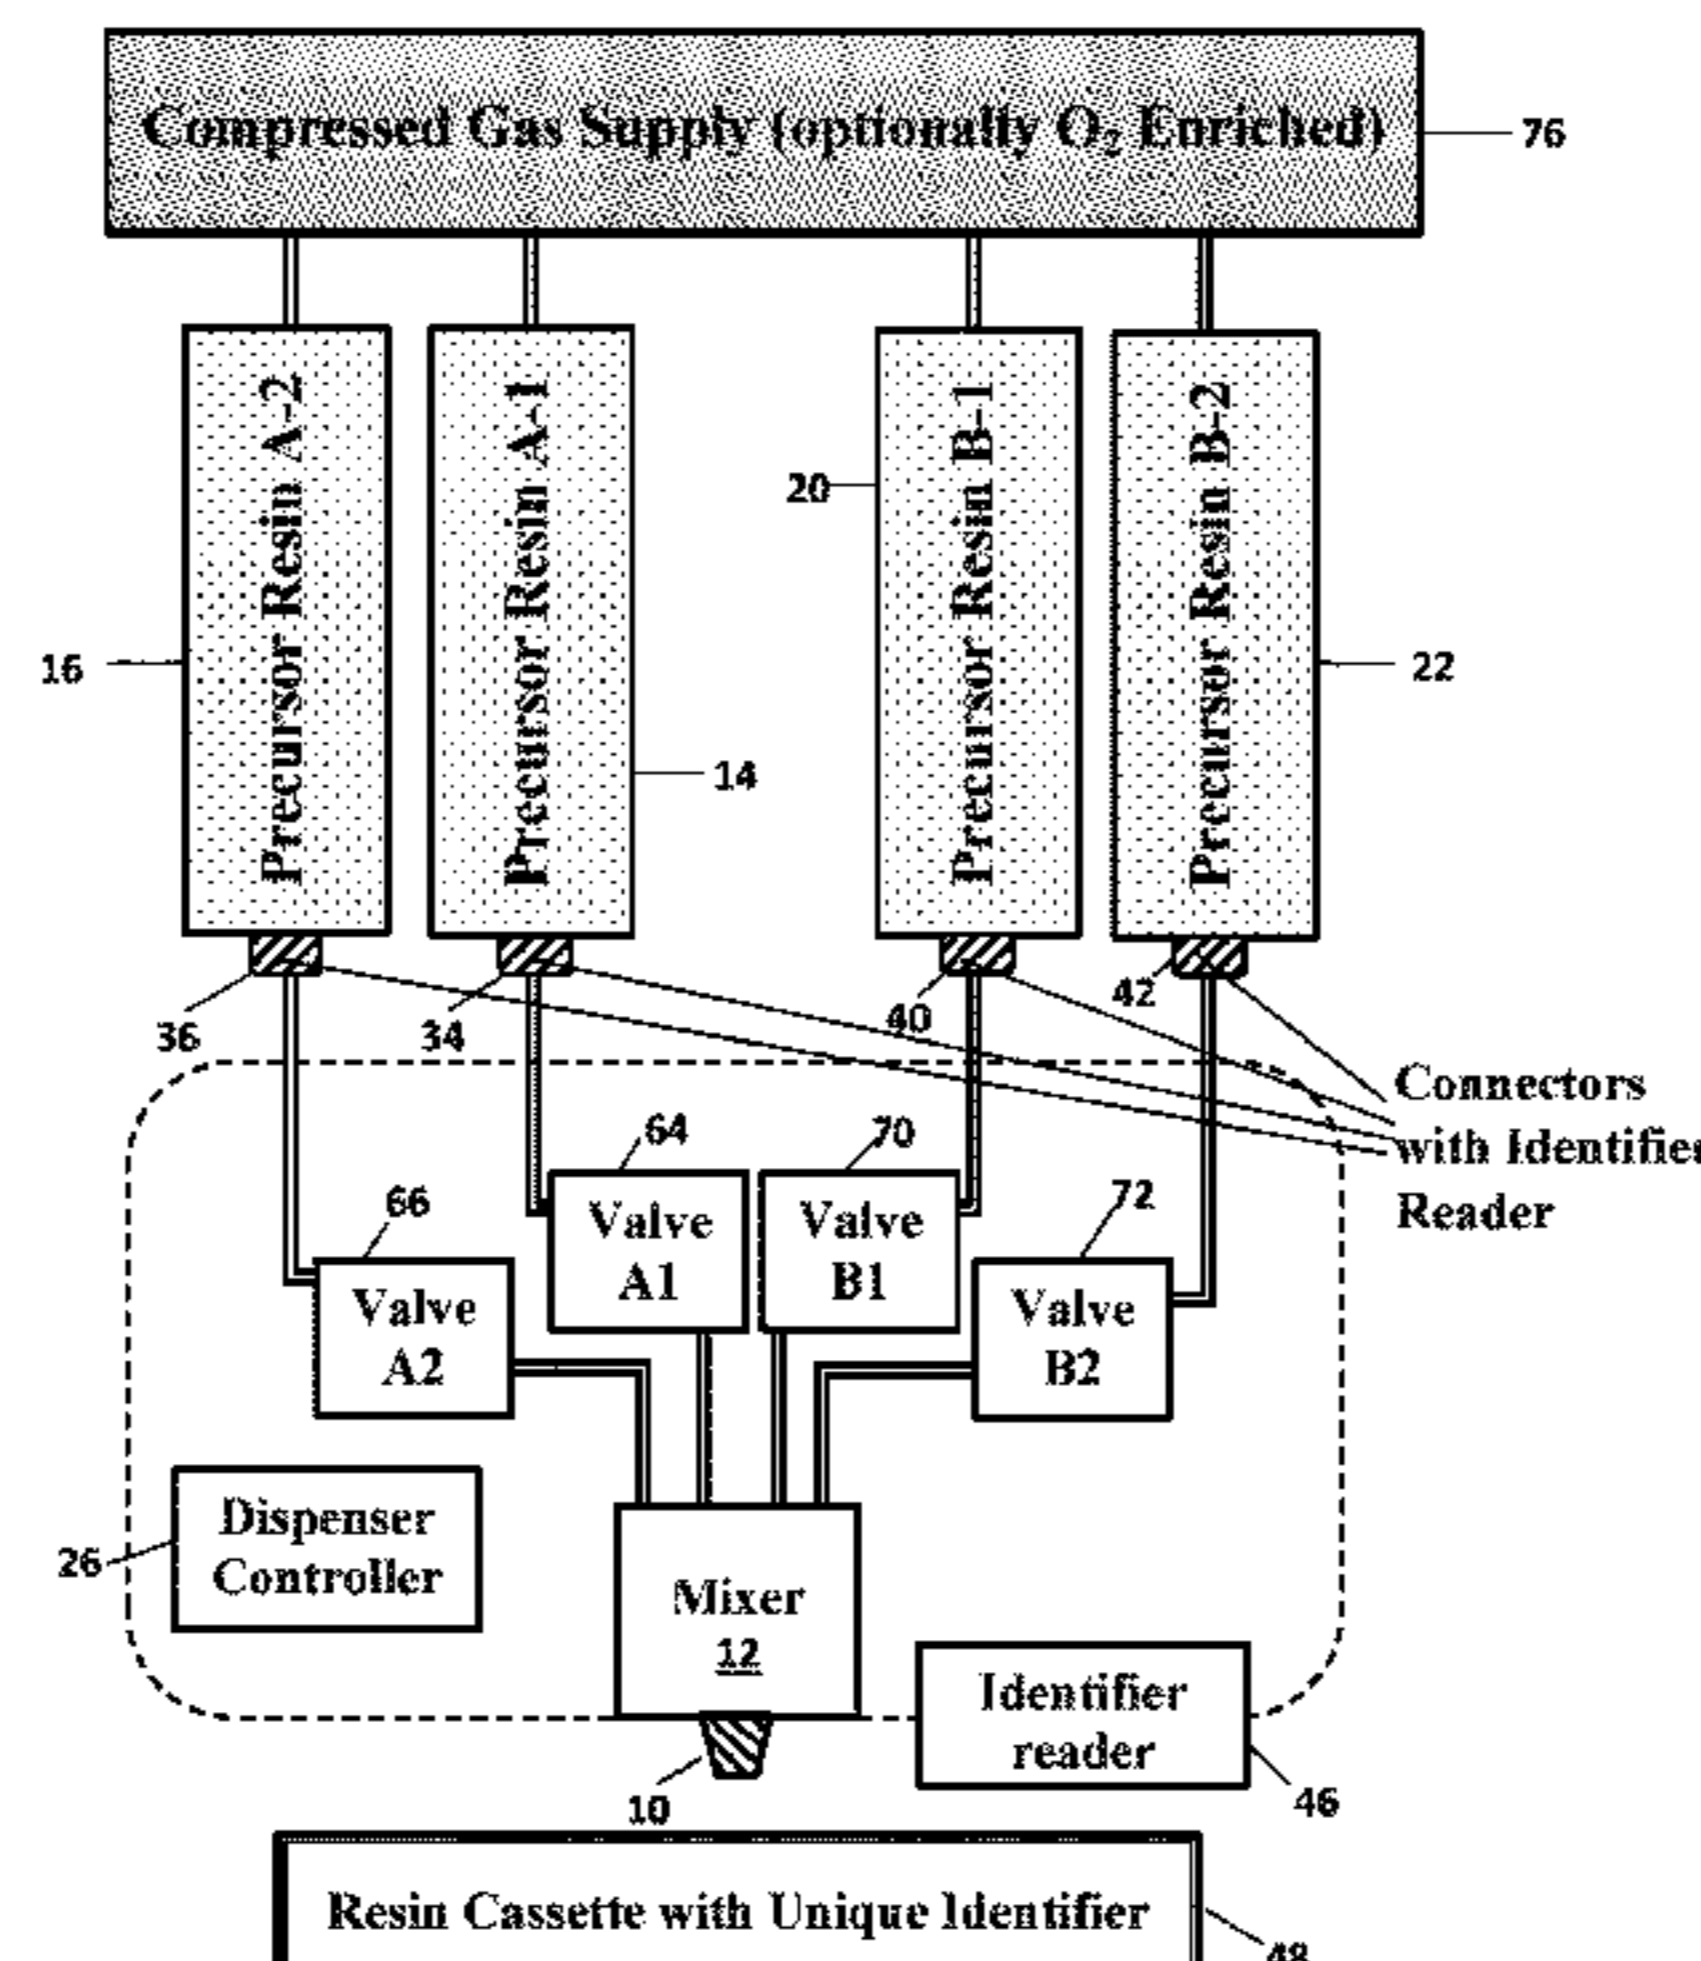 Compressed Gas Supply (optionally O₂ Enriched)
76
Precursor Resin A-2
Precursor Resin A-1
Precursor Resin B-1
Precursor Resin B-2
20
16
22
14
36
34
40
42
Connectors
with Identifier
Reader
64
70
66
72
Valve
A1
Valve
B1
Valve
A2
Valve
B2
Dispenser
Controller
26
Mixer
12
Identifier
reader
10
46
Resin Cassette with Unique Identifier
48